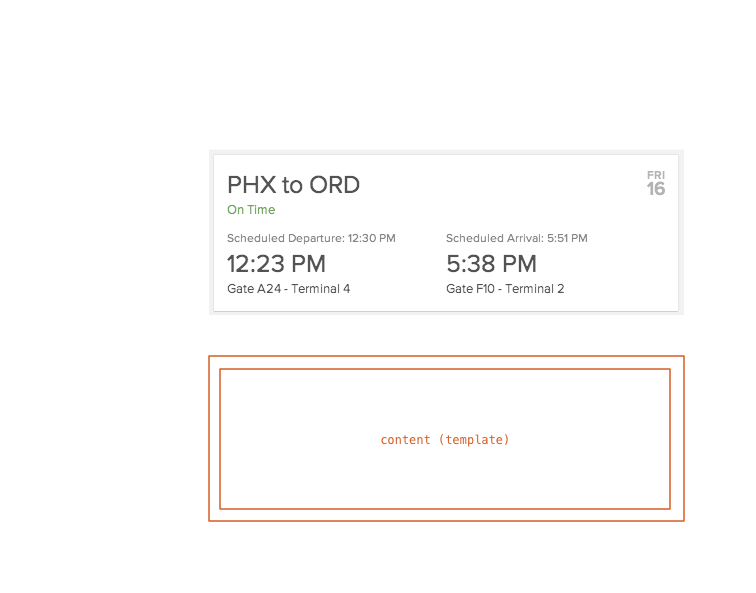 PHX to ORD
FRI
16
On Time
Scheduled Departure: 12:30 PM
Scheduled Arrival: 5:51 PM
12:23 PM
5:38 PM
Gate A24 - Terminal 4
Gate F10 - Terminal 2
content (template)